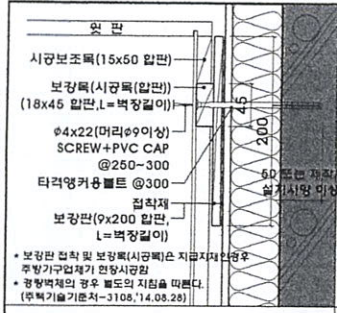 윗 판
시공보조목(15x50 합판)
보강목(시공목(합판))
(18x45 합판,L=벽장길이)
ø4x22(머리ø9이상)
SCREW+PVC CAP
@250~300
타격앵커용볼트 @300
접착제
보강판(9x200 합판,
L=벽장길이)
45
200
50 또는 제작
설치사양 이상
* 보강판 접착 및 보강목(시공목)은 지급지재인경우
주방가구업체가 현장시공함
* 경량벽체의 경우 별도의 지침을 따른다.
(주택기술기준처-3108,'14.08.28)